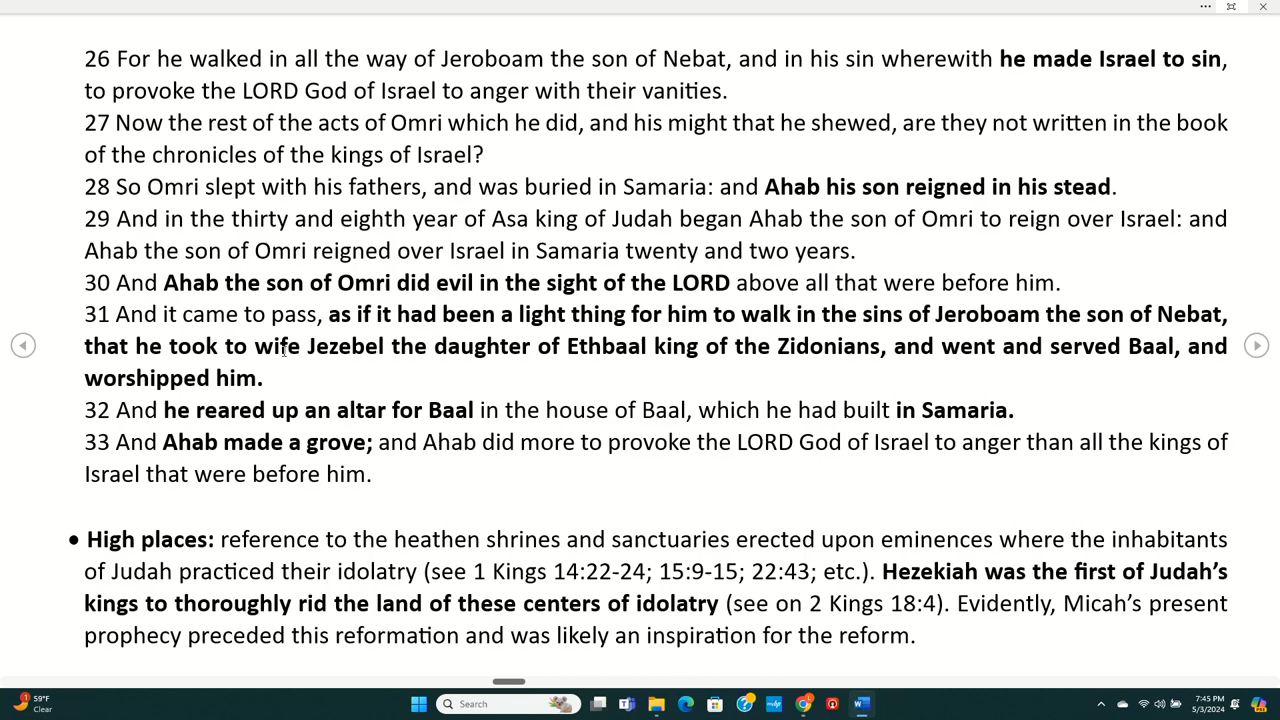 26 For he walked in all the way of Jeroboam the son of Nebat, and in his sin wherewith he made Israel to sin,
to provoke the LORD God of Israel to anger with their vanities.
27 Now the rest of the acts of Omri which he did, and his might that he shewed, are they not written in the book
of the chronicles of the kings of Israel?
28 So Omri slept with his fathers, and was buried in Samaria: and Ahab his son reigned in his stead.
29 And in the thirty and eighth year of Asa king of Judah began Ahab the son of Omri to reign over Israel: and
Ahab the son of Omri reigned over Israel in Samaria twenty and two years.
30 And Ahab the son of Omri did evil in the sight of the LORD above all that were before him.
31 And it came to pass, as if it had been a light thing for him to walk in the sins of Jeroboam the son of Nebat,
that he took to wife Jezebel the daughter of Ethbaal king of the Zidonians, and went and served Baal, and
worshipped him.
32 And he reared up an altar for Baal in the house of Baal, which he had built in Samaria.
33 And Ahab made a grove; and Ahab did more to provoke the LORD God of Israel to anger than all the kings of
Israel that were before him.
• High places: reference to the heathen shrines and sanctuaries erected upon eminences where the inhabitants
of Judah practiced their idolatry (see 1 Kings 14:22-24; 15:9-15; 22:43; etc.). Hezekiah was the first of Judah’s
kings to thoroughly rid the land of these centers of idolatry (see on 2 Kings 18:4). Evidently, Micah’s present
prophecy preceded this reformation and was likely an inspiration for the reform.
1
59°F
Clear
Search
7:45 PM
5/3/2024